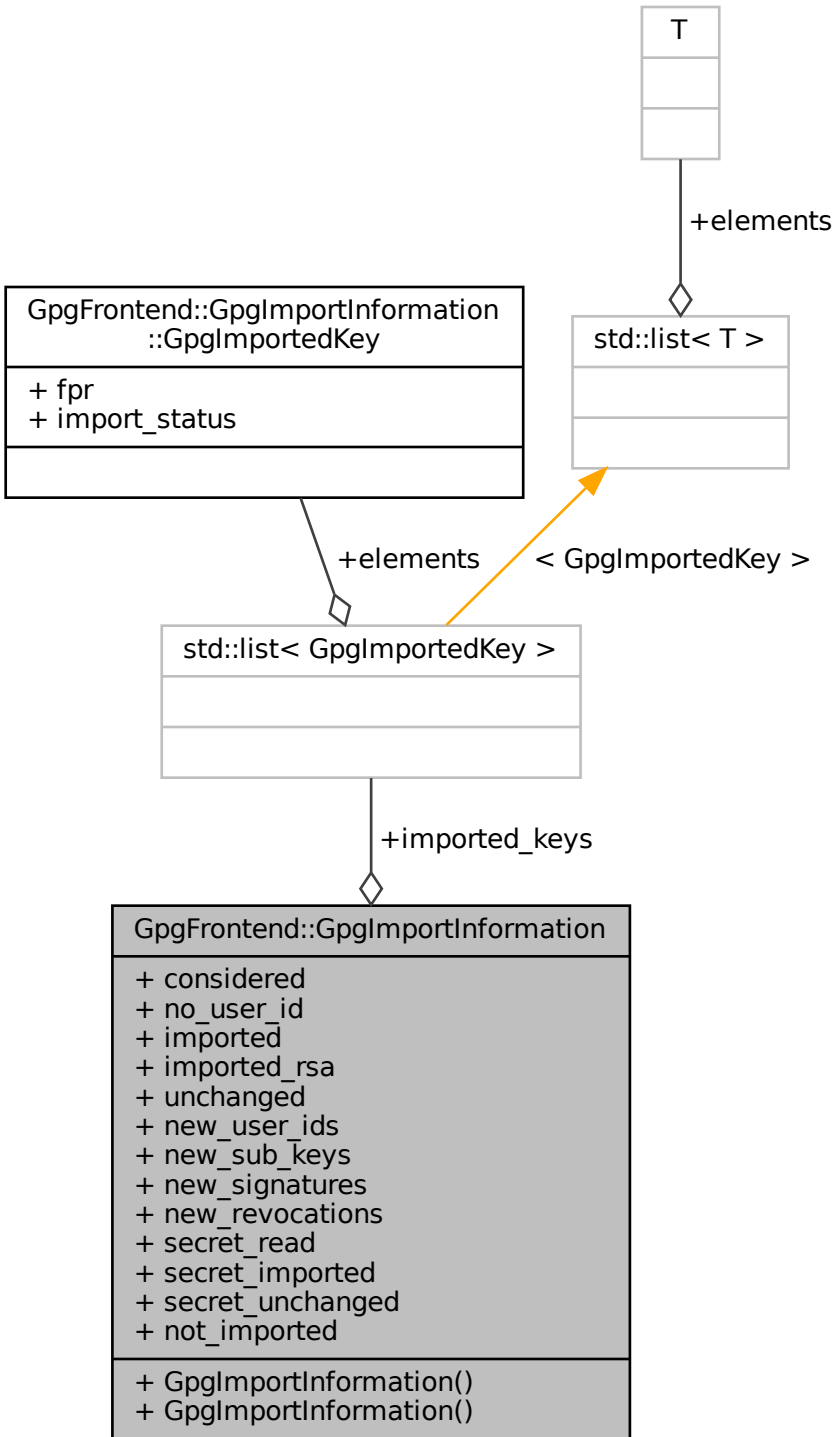 T
+elements
GpgFrontend::GpgImportInformation
::GpgImportedKey
+ fpr
+ import_status
std::list< T >
+elements
< GpgImportedKey >
std::list< GpgImportedKey >
+imported_keys
GpgFrontend::GpgImportInformation
+ considered
+ no_user_id
+ imported
+ imported_rsa
+ unchanged
+ new_user_ids
+ new_sub_keys
+ new_signatures
+ new_revocations
+ secret_read
+ secret_imported
+ secret_unchanged
+ not_imported
+ GpgImportInformation()
+ GpgImportInformation()